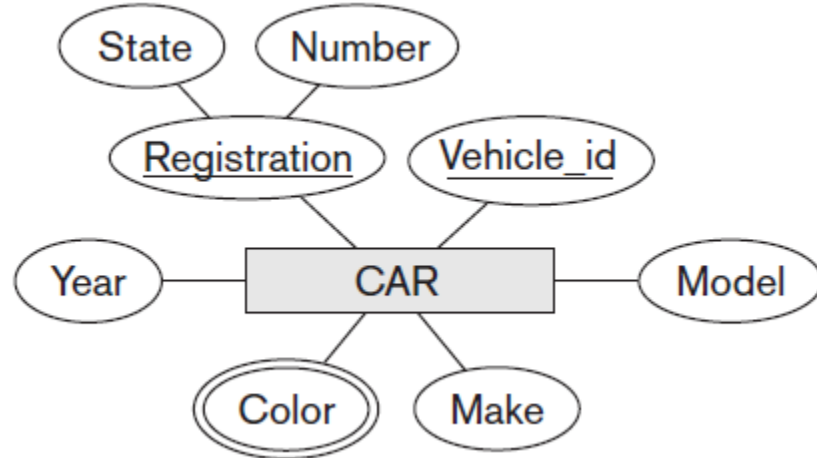 State
Number
Registration
Vehicle_id
Year
CAR
Model
Color
Make